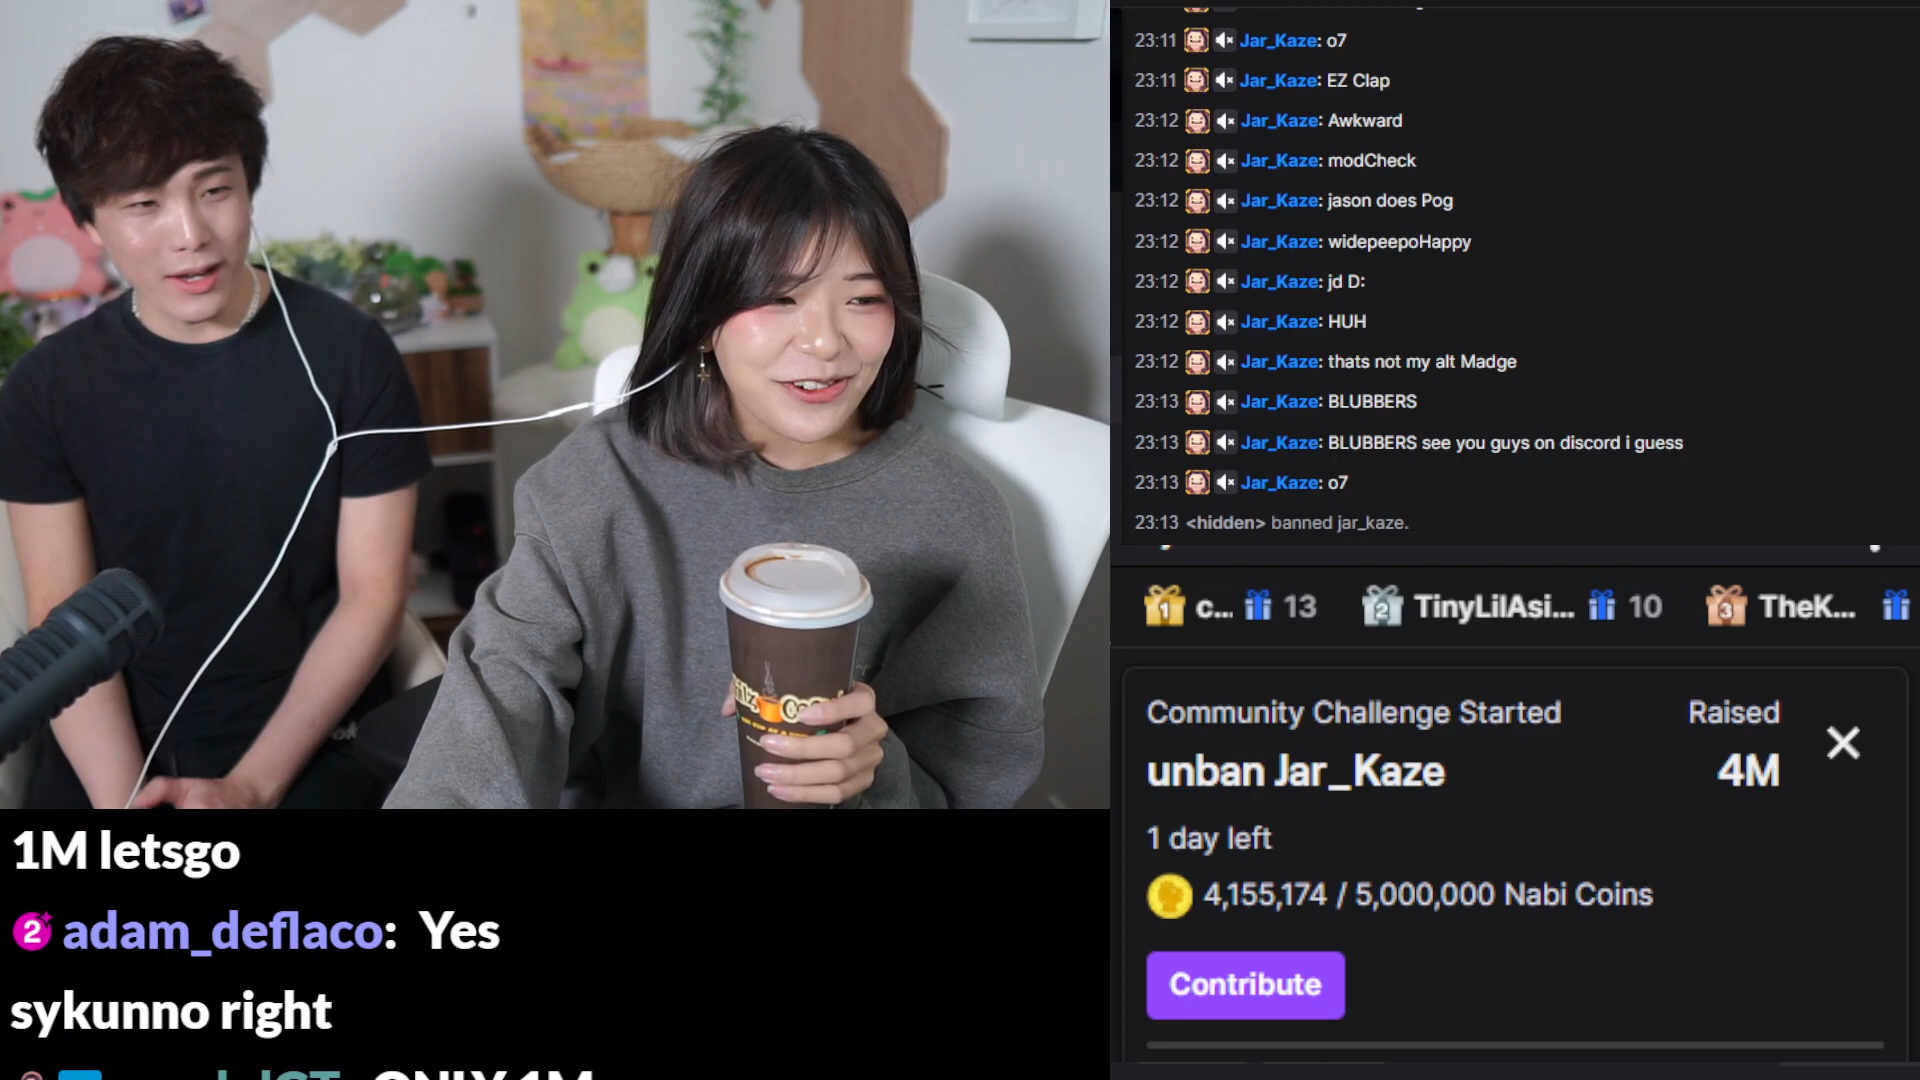 23:11 Jar_Kaze: o7
23:11 Jar_Kaze: EZ Clap
23:12 Jar_Kaze: Awkward
23:12 Jar_Kaze: modCheck
23:12 Jar_Kaze: jason does Pog
23:12 Jar_Kaze: widepeepoHappy
23:12 Jar_Kaze: jd D:
23:12 Jar_Kaze: HUH
23:12 Jar_Kaze: thats not my alt Madge
23:13 Jar_Kaze: BLUBBERS
23:13 Jar_Kaze: BLUBBERS see you guys on discord i guess
23:13 Jar_Kaze: o7
23:13 <hidden> banned jar_kaze.
1 c... 13 2 TinyLilAsi... 10 3 TheK...
Community Challenge Started Raised
unban Jar_Kaze 4M
1 day left
4,155,174 / 5,000,000 Nabi Coins
Contribute
1M letsgo
2 adam_deflaco: Yes
sykunno right
ONLY 1M